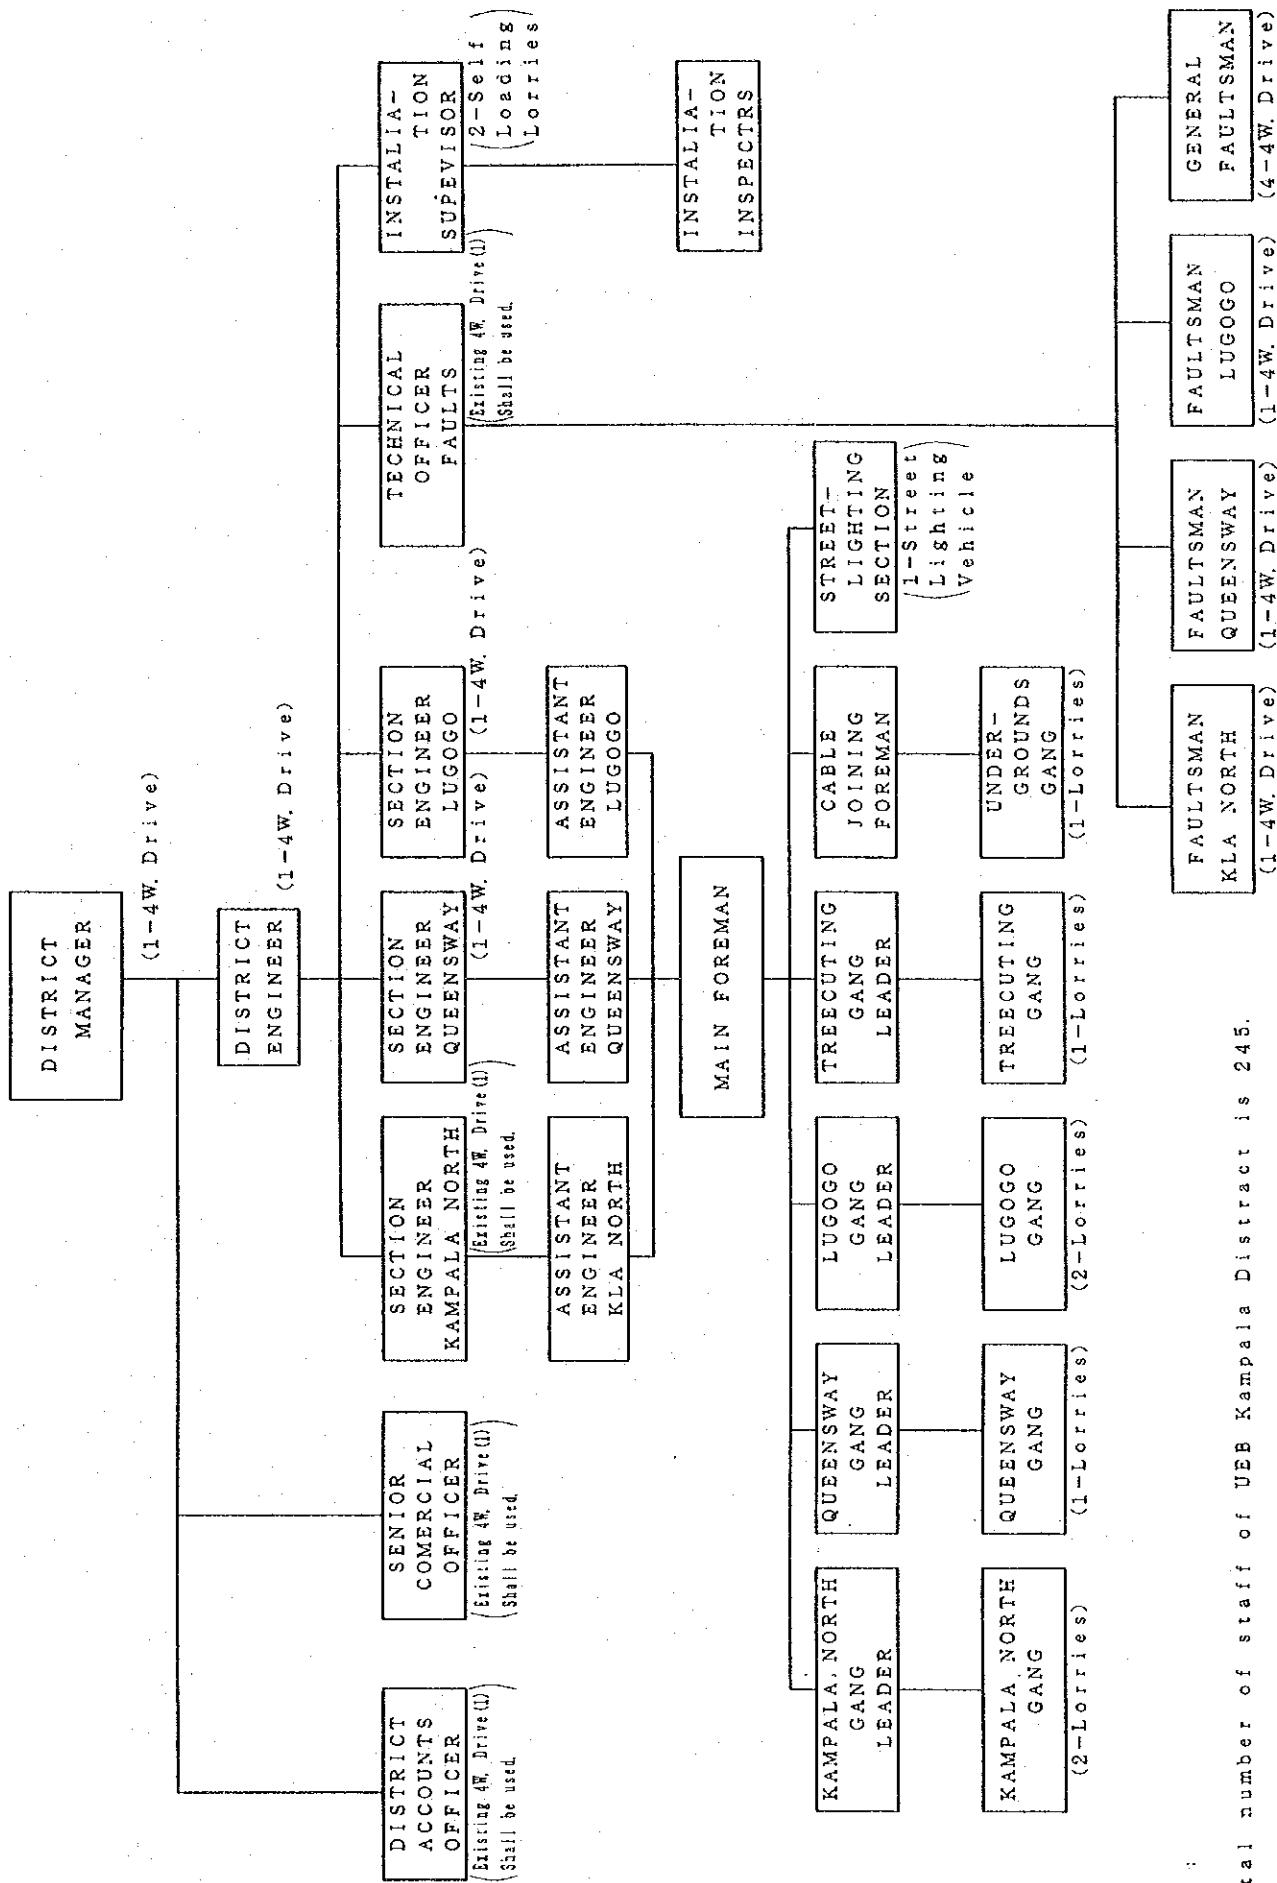 DISTRICT
MANAGER
(1-4W. Drive)
DISTRICT
ENGINEER
(1-4W. Drive)
DISTRICT
ACCOUNTS
OFFICER
(Existing 4W. Drive(1)
Shall be used.)
SENIOR
COMERCIAL
OFFICER
(Existing 4W. Drive(1)
Shall be used.)
SECTION
ENGINEER
KAMPALA NORTH
(Existing 4W. Drive(1)
Shall be used.)
SECTION
ENGINEER
QUEENSWAY
(1-4W. Drive)
SECTION
ENGINEER
LUGOGO
(1-4W. Drive)
TECHNICAL
OFFICER
FAULTS
(Existing 4W. Drive(1)
Shall be used.)
INSTALIA-
TION
SUPEVISOR
(2-Self
Loading
Lorries)
ASSISTANT
ENGINEER
KLA NORTH
ASSISTANT
ENGINEER
QUEENSWAY
ASSISTANT
ENGINEER
LUGOGO
MAIN FOREMAN
INSTALIA-
TION
INSPECTRS
KAMPALA, NORTH
GANG
LEADER
QUEENSWAY
GANG
LEADER
LUGOGO
GANG
LEADER
TREECUTING
GANG
LEADER
CABLE
JOINING
FOREMAN
STREET-
LIGHTING
SECTION
(1-Street
Lighting
Vehicle)
KAMPALA, NORTH
GANG
(2-Lorries)
QUEENSWAY
GANG
(1-Lorries)
LUGOGO
GANG
(2-Lorries)
TREECUTING
GANG
(1-Lorries)
UNDER-
GROUNDS
GANG
(1-Lorries)
FAULTSMAN
KLA NORTH
(1-4W. Drive)
FAULTSMAN
QUEENSWAY
(1-4W. Drive)
FAULTSMAN
LUGOGO
(1-4W. Drive)
GENERAL
FAULTSMAN
(4-4W. Drive)
tal number of staff of UEB Kampala Distract is 245.